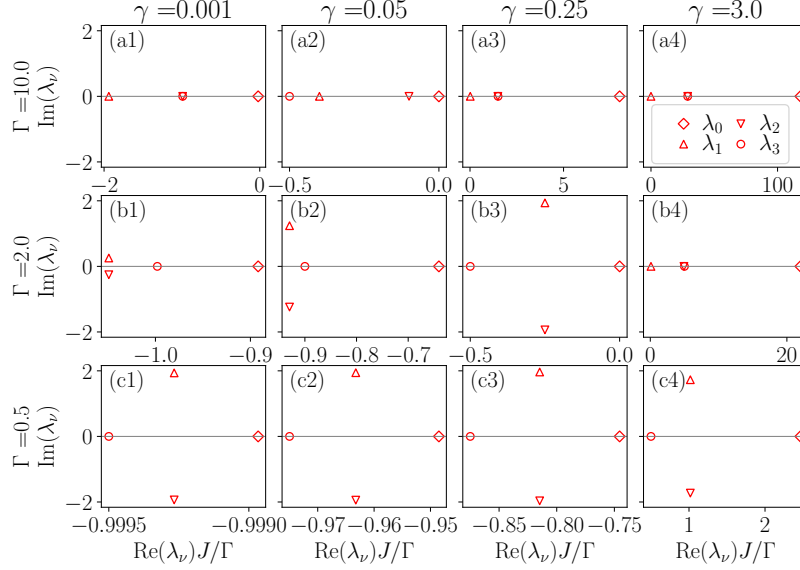 γ =0.001 γ =0.05 γ =0.25 γ =3.0
Γ =10.0
Im(λν)
2
0
−2
(a1) (a2) (a3) (a4)
λ0 λ2
λ1 λ3
−2 0 −0.5 0.0 0 5 0 100
Γ =2.0
Im(λν)
2
0
−2
(b1) (b2) (b3) (b4)
−1.0 −0.9 −0.9 −0.8 −0.7 −0.5 0.0 0 20
Γ =0.5
Im(λν)
2
0
−2
(c1) (c2) (c3) (c4)
−0.9995 −0.9990 −0.97 −0.96 −0.95 −0.85 −0.80 −0.75 1 2
Re(λν)J/Γ Re(λν)J/Γ Re(λν)J/Γ Re(λν)J/Γ